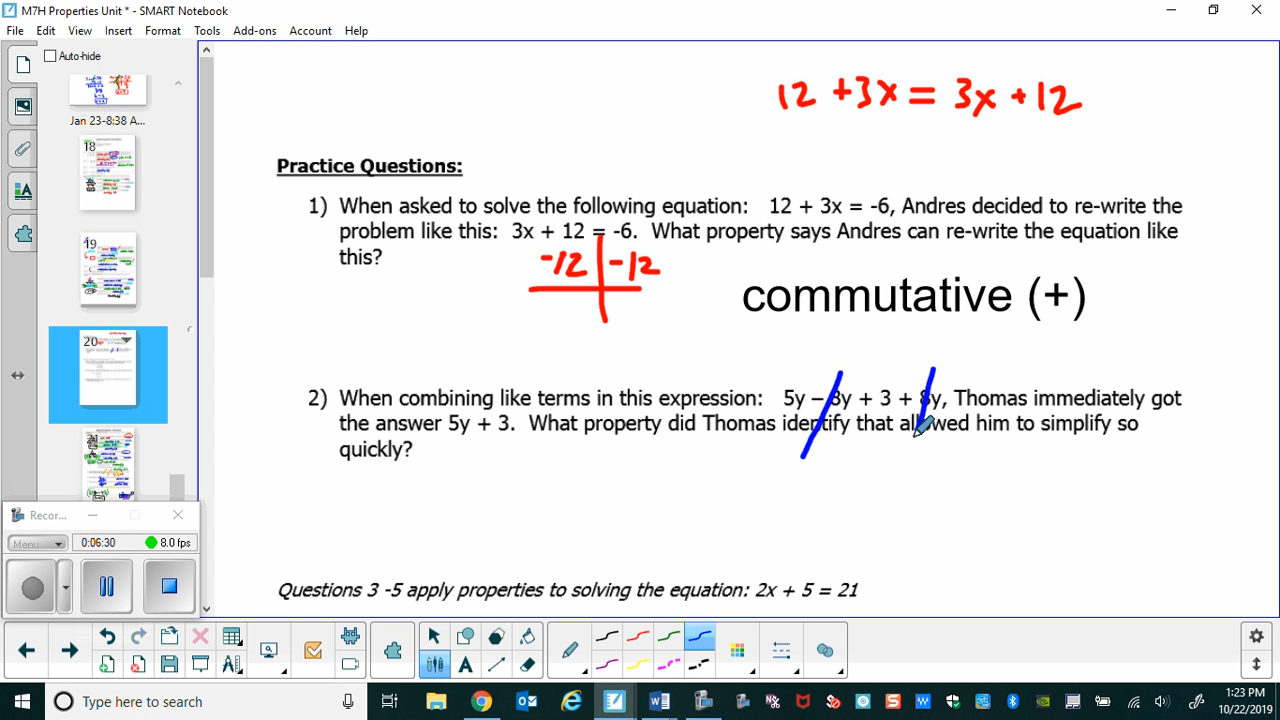 M7H Properties Unit * - SMART Notebook
File Edit View Insert Format Tools Add-ons Account Help
Auto-hide
Jan 23-8:38 A...
18
19
20
12 + 3x = 3x + 12
Practice Questions:
1) When asked to solve the following equation: 12 + 3x = -6, Andres decided to re-write the
problem like this: 3x + 12 = -6. What property says Andres can re-write the equation like
this?
-12 -12
commutative (+)
2) When combining like terms in this expression: 5y – 8y + 3 + 8y, Thomas immediately got
the answer 5y + 3. What property did Thomas identify that allowed him to simplify so
quickly?
Questions 3 -5 apply properties to solving the equation: 2x + 5 = 21
Recor...
Menu
0:06:30
8.0 fps
Type here to search
1:23 PM
10/22/2019